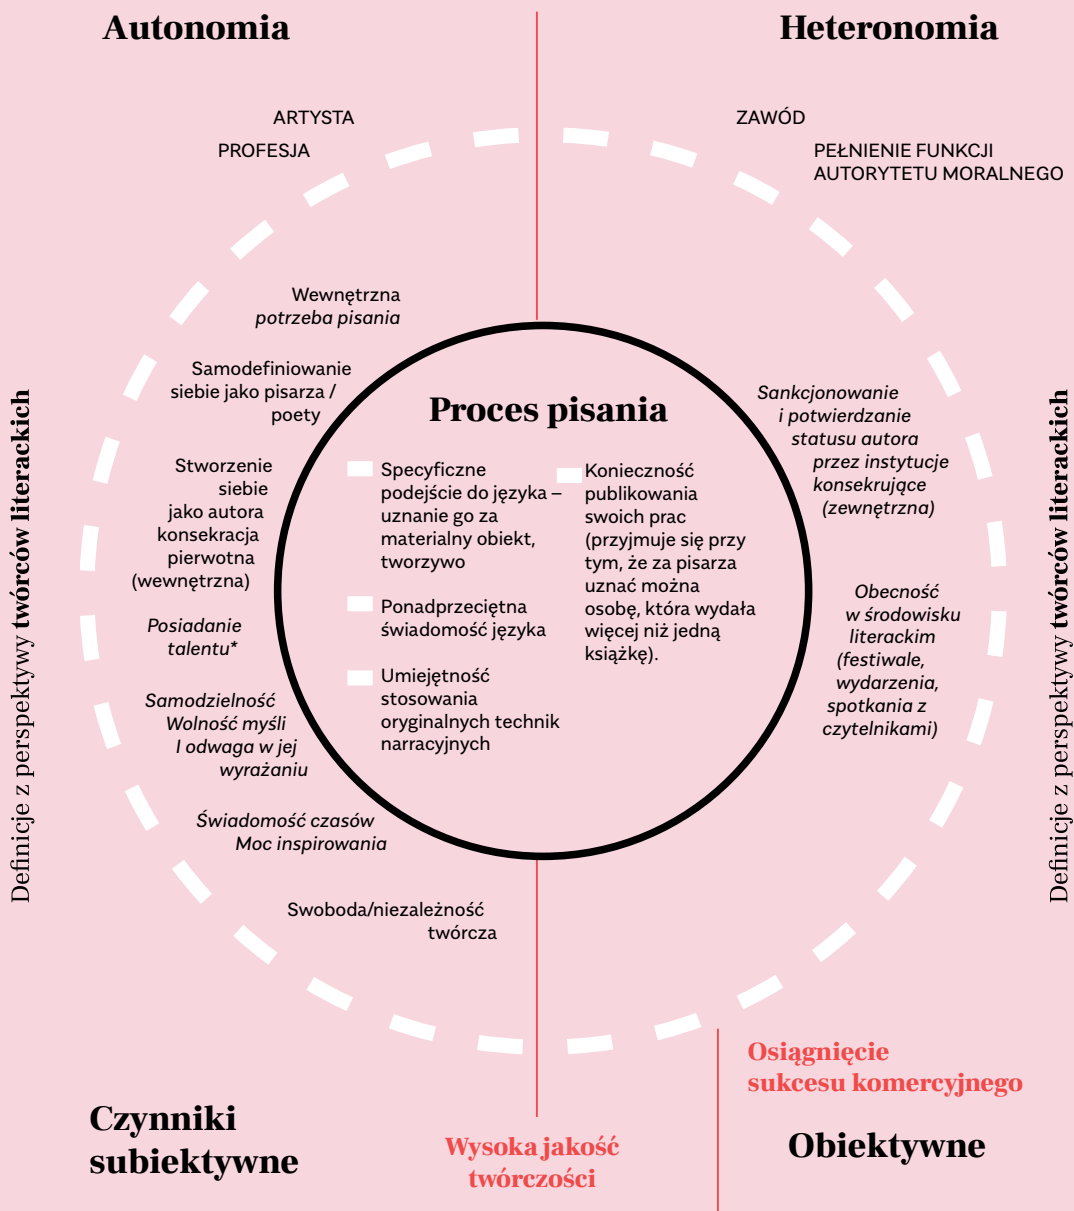 Autonomia
Heteronomia
ARTYSTA
PROFESJA
ZAWÓD
PEŁNIENIE FUNKCJI
AUTORYTETU MORALNEGO
Definicje z perspektywy twórców literackich
Wewnętrzna
potrzeba pisania
Samodefiniowanie
siebie jako pisarza /
poety
Stworzenie
siebie
jako autora
konsekracja
pierwotna
(wewnętrzna)
Posiadanie
talentu*
Samodzielność
Wolność myśli
I odwaga w jej
wyrażaniu
Świadomość czasów
Moc inspirowania
Swoboda/niezależność
twórcza
Proces pisania
Specyficzne
podejście do języka –
uznanie go za
materialny obiekt,
tworzywo
Ponadprzeciętna
świadomość języka
Umiejętność
stosowania
oryginalnych technik
narracyjnych
Konieczność
publikowania
swoich prac
(przyjmuje się przy
tym, że za pisarza
uznać można
osobę, która wydała
więcej niż jedną
książkę).
Sankcjonowanie
i potwierdzanie
statusu autora
przez instytucje
konsekrujące
(zewnętrzna)
Obecność
w środowisku
literackim
(festiwale,
wydarzenia,
spotkania z
czytelnikami)
Definicje z perspektywy twórców literackich
Czynniki
subiektywne
Wysoka jakość
twórczości
Osiągnięcie
sukcesu komercyjnego
Obiektywne